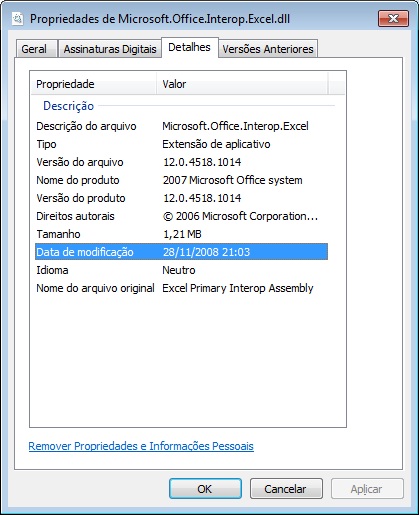 Propriedades de Microsoft.Office.Interop.Excel.dll
Geral Assinaturas Digitais Detalhes Versões Anteriores
Propriedade Valor
Descrição
Descrição do arquivo Microsoft.Office.Interop.Excel
Tipo Extensão de aplicativo
Versão do arquivo 12.0.4518.1014
Nome do produto 2007 Microsoft Office system
Versão do produto 12.0.4518.1014
Direitos autorais © 2006 Microsoft Corporation...
Tamanho 1,21 MB
Data de modificação 28/11/2008 21:03
Idioma Neutro
Nome do arquivo original Excel Primary Interop Assembly
Remover Propriedades e Informações Pessoais
OK Cancelar Aplicar